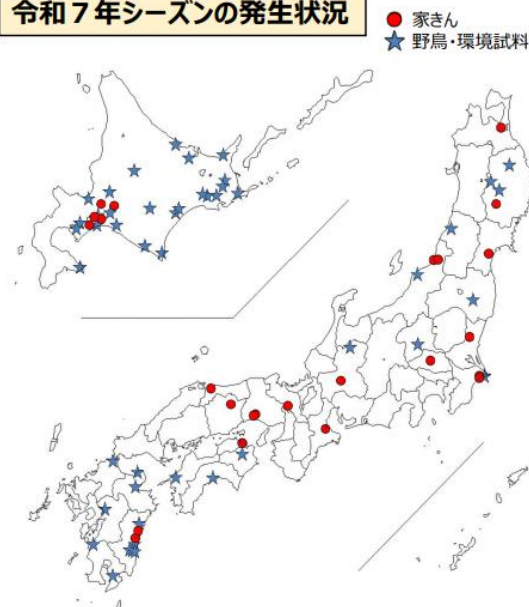 令和7年シーズンの発生状況
家きん
野鳥・環境試料